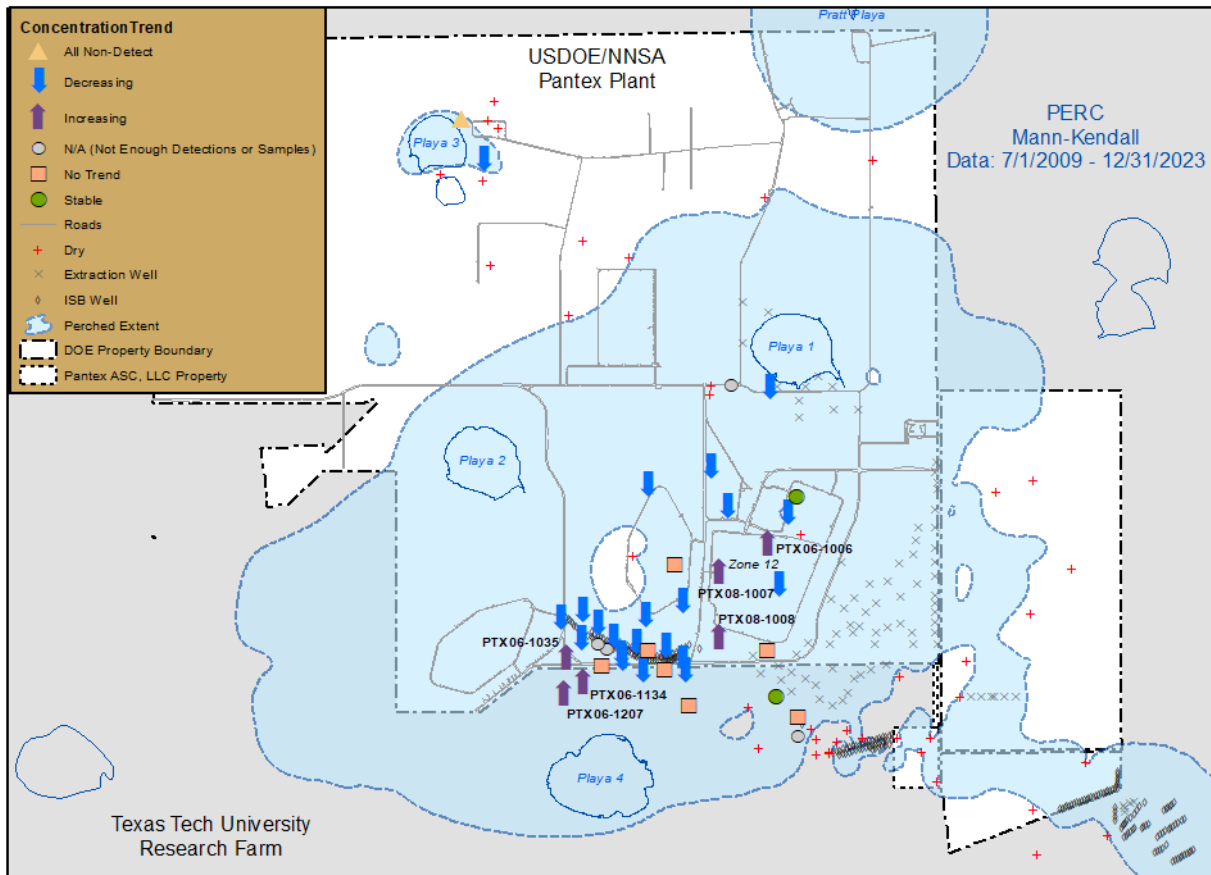 ConcentrationTrend
All Non-Detect
Decreasing
Increasing
N/A (Not Enough Detections or Samples)
No Trend
Stable
Roads
Dry
Extraction Well
ISB Well
Perched Extent
DOE Property Boundary
Pantex ASC, LLC Property
Pratt Playa
USDOE/NNSA
Pantex Plant
PERC
Mann-Kendall
Data: 7/1/2009 - 12/31/2023
Playa 3
Playa 1
Playa 2
PTX06-1006
Zone 12
PTX08-1007
PTX08-1008
PTX06-1035
PTX06-1134
PTX06-1207
Playa 4
Texas Tech University
Research Farm